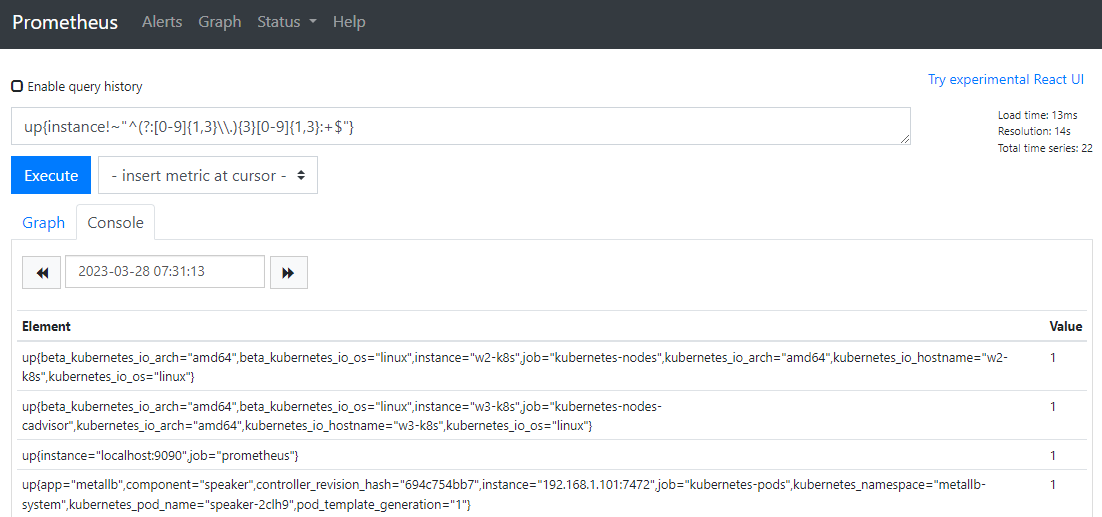 Prometheus Alerts Graph Status Help
Enable query history
Try experimental React UI
up{instance!~"^(?:[0-9]{1,3}\\.){3}[0-9]{1,3}:+$"}
Load time: 13ms
Resolution: 14s
Total time series: 22
Execute - insert metric at cursor -
Graph Console
2023-03-28 07:31:13
Element Value
up{beta_kubernetes_io_arch="amd64",beta_kubernetes_io_os="linux",instance="w2-k8s",job="kubernetes-nodes",kubernetes_io_arch="amd64",kubernetes_io_hostname="w2- 1
k8s",kubernetes_io_os="linux"}
up{beta_kubernetes_io_arch="amd64",beta_kubernetes_io_os="linux",instance="w3-k8s",job="kubernetes-nodes- 1
cadvisor",kubernetes_io_arch="amd64",kubernetes_io_hostname="w3-k8s",kubernetes_io_os="linux"}
up{instance="localhost:9090",job="prometheus"} 1
up{app="metallb",component="speaker",controller_revision_hash="694c754bb7",instance="192.168.1.101:7472",job="kubernetes-pods",kubernetes_namespace="metallb- 1
system",kubernetes_pod_name="speaker-2clh9",pod_template_generation="1"}